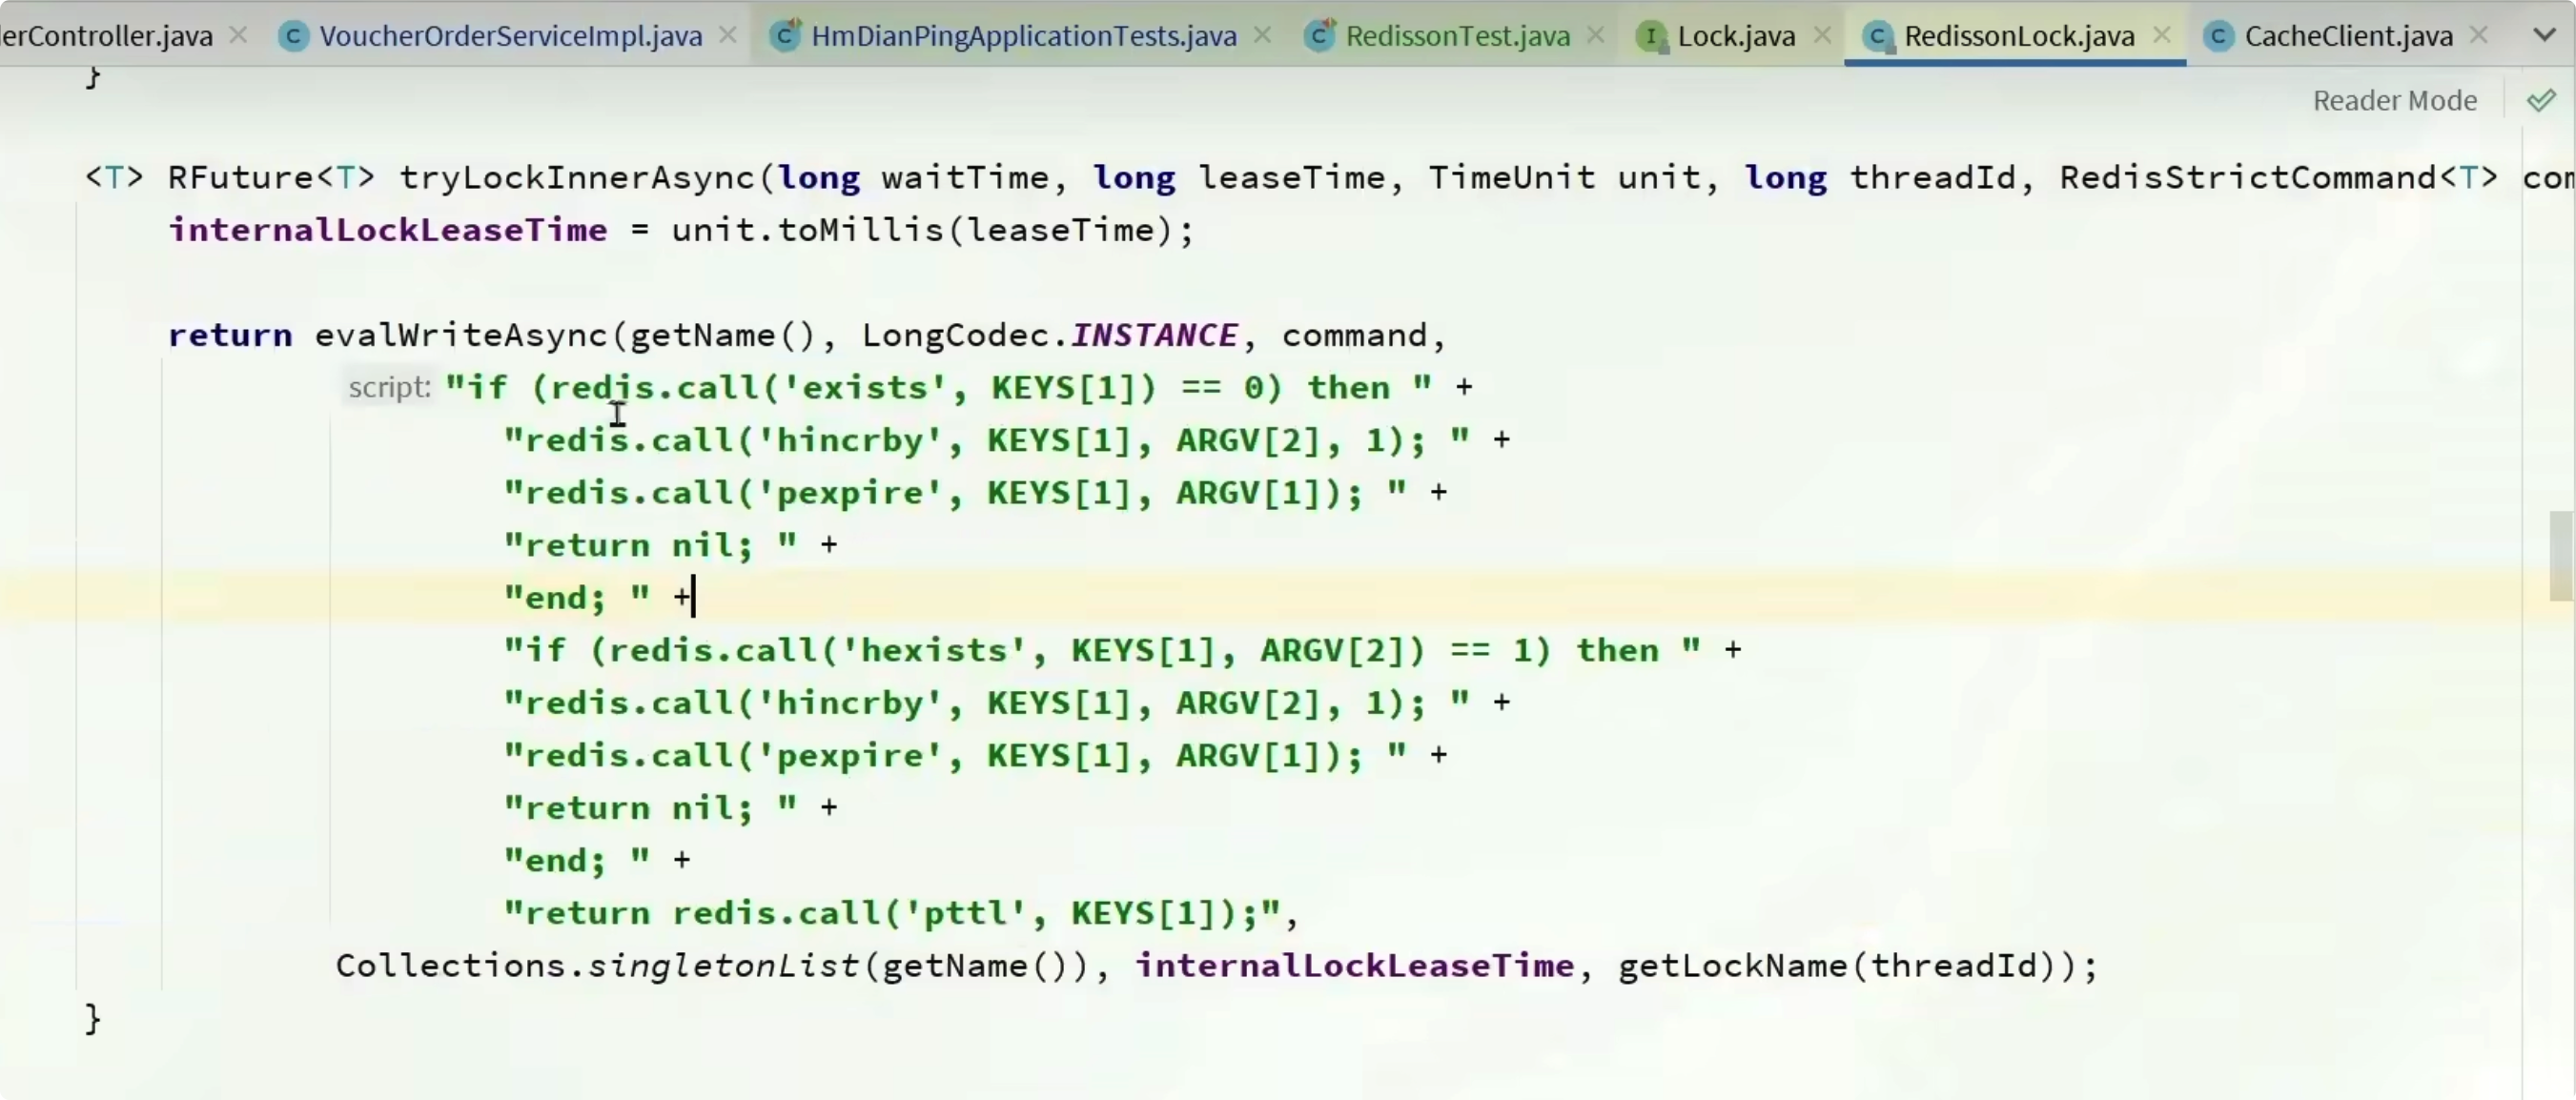 erController.java
VoucherOrderServiceImpl.java
HmDianPingApplicationTests.java
RedissonTest.java
Lock.java
RedissonLock.java
CacheClient.java
}
Reader Mode
<T> RFuture<T> tryLockInnerAsync(long waitTime, long leaseTime, TimeUnit unit, long threadId, RedisStrictCommand<T> com
internalLockLeaseTime = unit.toMillis(leaseTime);
return evalWriteAsync(getName(), LongCodec.INSTANCE, command,
script: "if (redis.call('exists', KEYS[1]) == 0) then " +
"redis.call('hincrby', KEYS[1], ARGV[2], 1); " +
"redis.call('pexpire', KEYS[1], ARGV[1]); " +
"return nil; " +
"end; " +
"if (redis.call('hexists', KEYS[1], ARGV[2]) == 1) then " +
"redis.call('hincrby', KEYS[1], ARGV[2], 1); " +
"redis.call('pexpire', KEYS[1], ARGV[1]); " +
"return nil; " +
"end; " +
"return redis.call('pttl', KEYS[1]);",
Collections.singletonList(getName()), internalLockLeaseTime, getLockName(threadId));
}